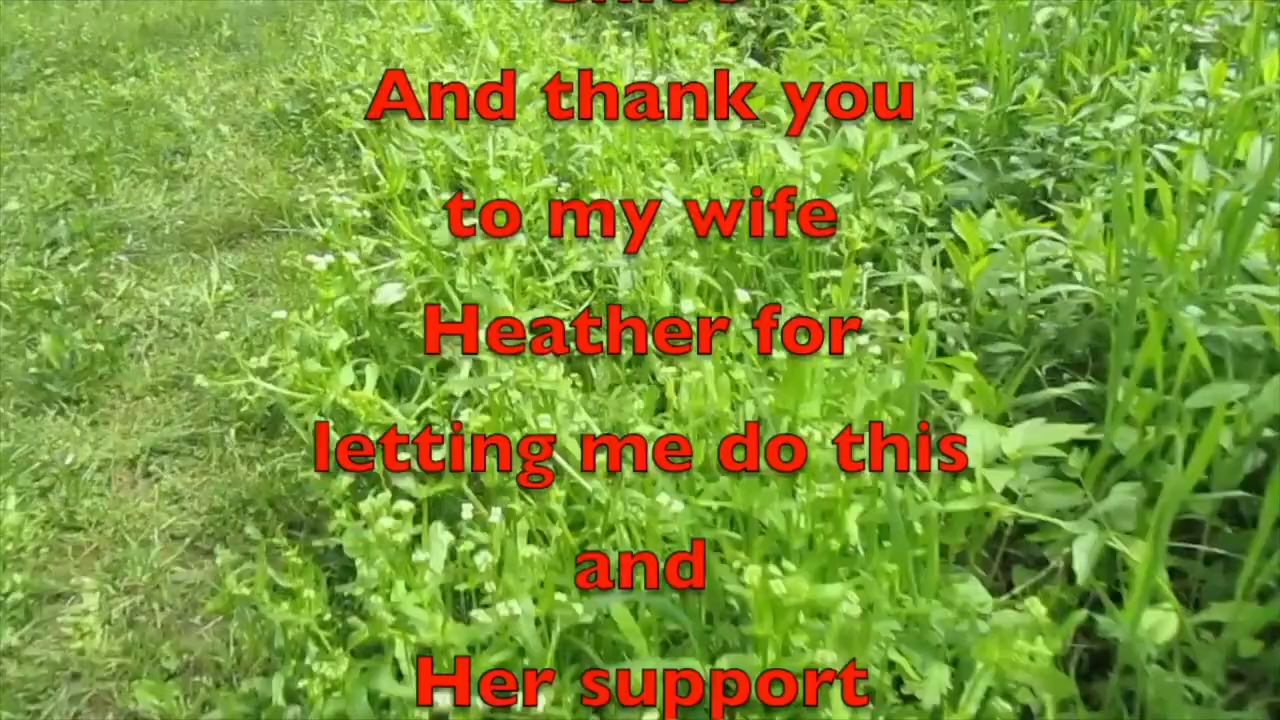 And thank you
to my wife
Heather for
letting me do this
and
Her support